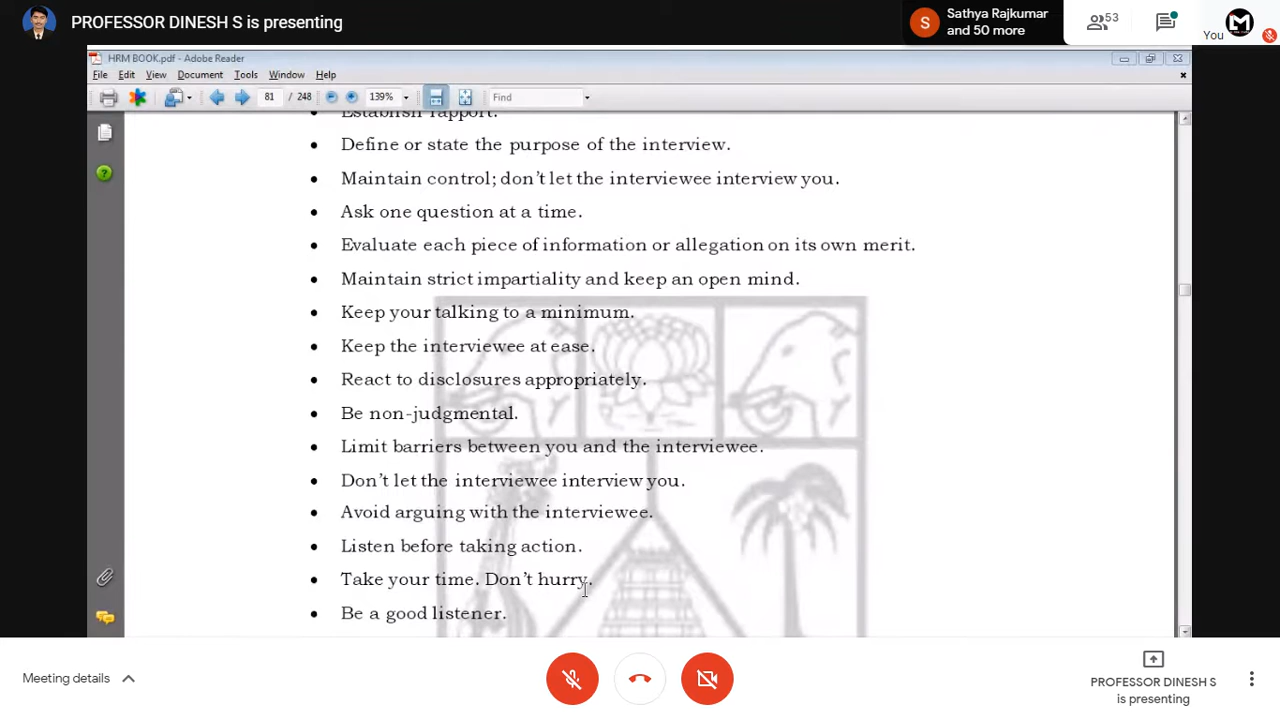 PROFESSOR DINESH S is presenting
S
Sathya Rajkumar
and 50 more
53
You
M
HRM BOOK.pdf - Adobe Reader
File Edit View Document Tools Window Help
81 / 248 139% Find
Establish rapport.
• Define or state the purpose of the interview.
• Maintain control; don’t let the interviewee interview you.
• Ask one question at a time.
• Evaluate each piece of information or allegation on its own merit.
• Maintain strict impartiality and keep an open mind.
• Keep your talking to a minimum.
• Keep the interviewee at ease.
• React to disclosures appropriately.
• Be non-judgmental.
• Limit barriers between you and the interviewee.
• Don’t let the interviewee interview you.
• Avoid arguing with the interviewee.
• Listen before taking action.
• Take your time. Don’t hurry.
• Be a good listener.
Meeting details
PROFESSOR DINESH S
is presenting